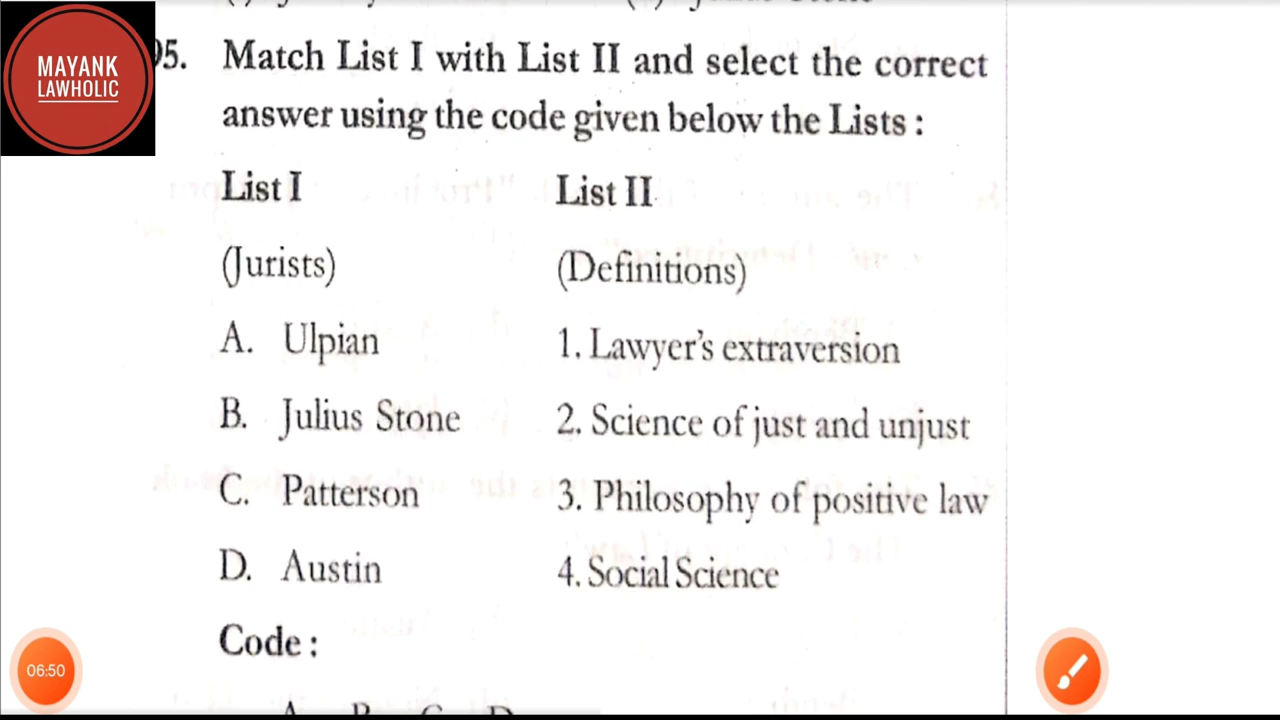 MAYANK
LAWHOLIC
95. Match List I with List II and select the correct
answer using the code given below the Lists :
List I List II
(Jurists) (Definitions)
A. Ulpian 1. Lawyer's extraversion
B. Julius Stone 2. Science of just and unjust
C. Patterson 3. Philosophy of positive law
D. Austin 4. Social Science
Code :
A B C D
06:50